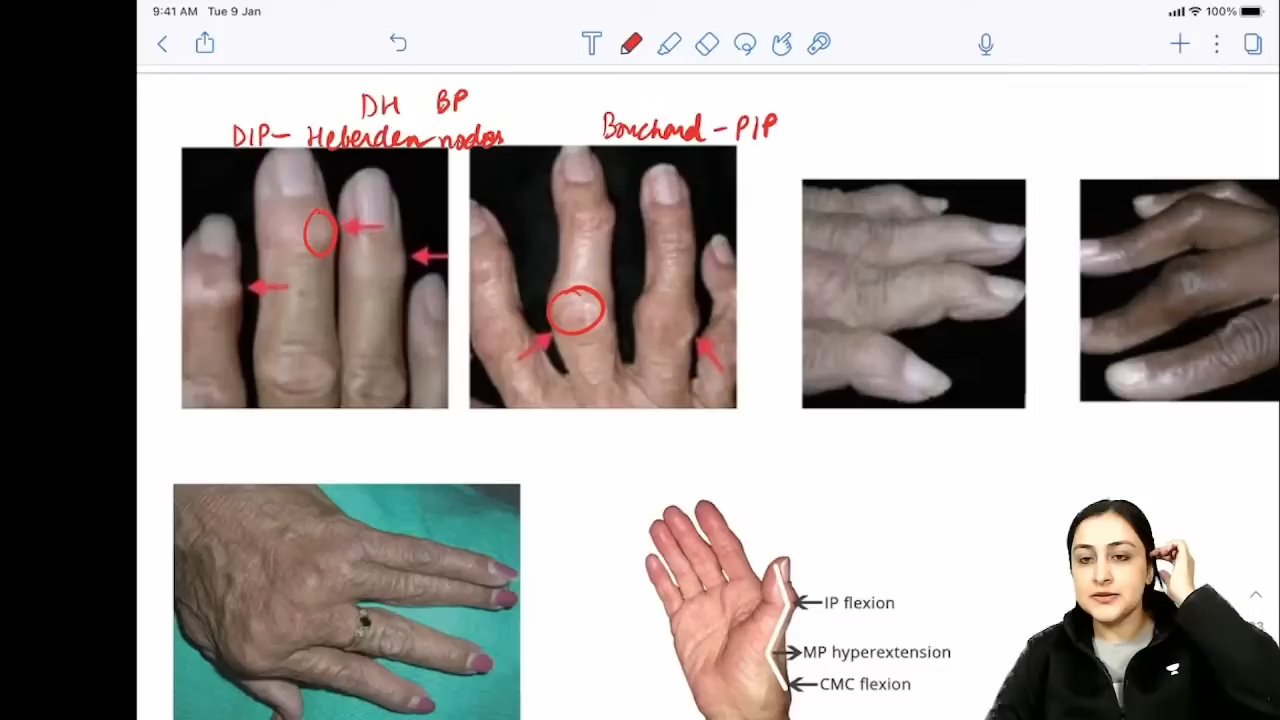 9:41 AM Tue 9 Jan
100%
DH BP
DIP- Heberden nodes
Bouchard - PIP
IP flexion
MP hyperextension
CMC flexion